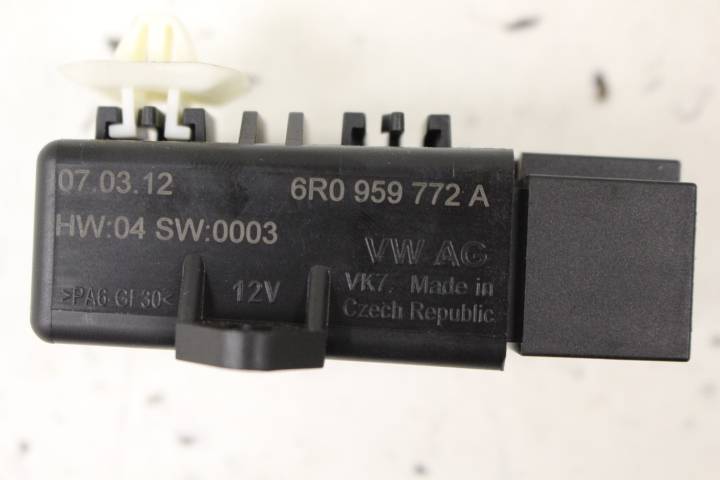 07.03.12 6R0 959 772 A
HW:04 SW:0003
VW AG
>PA6 GF30< 12V VK7. Made in
Czech Republic